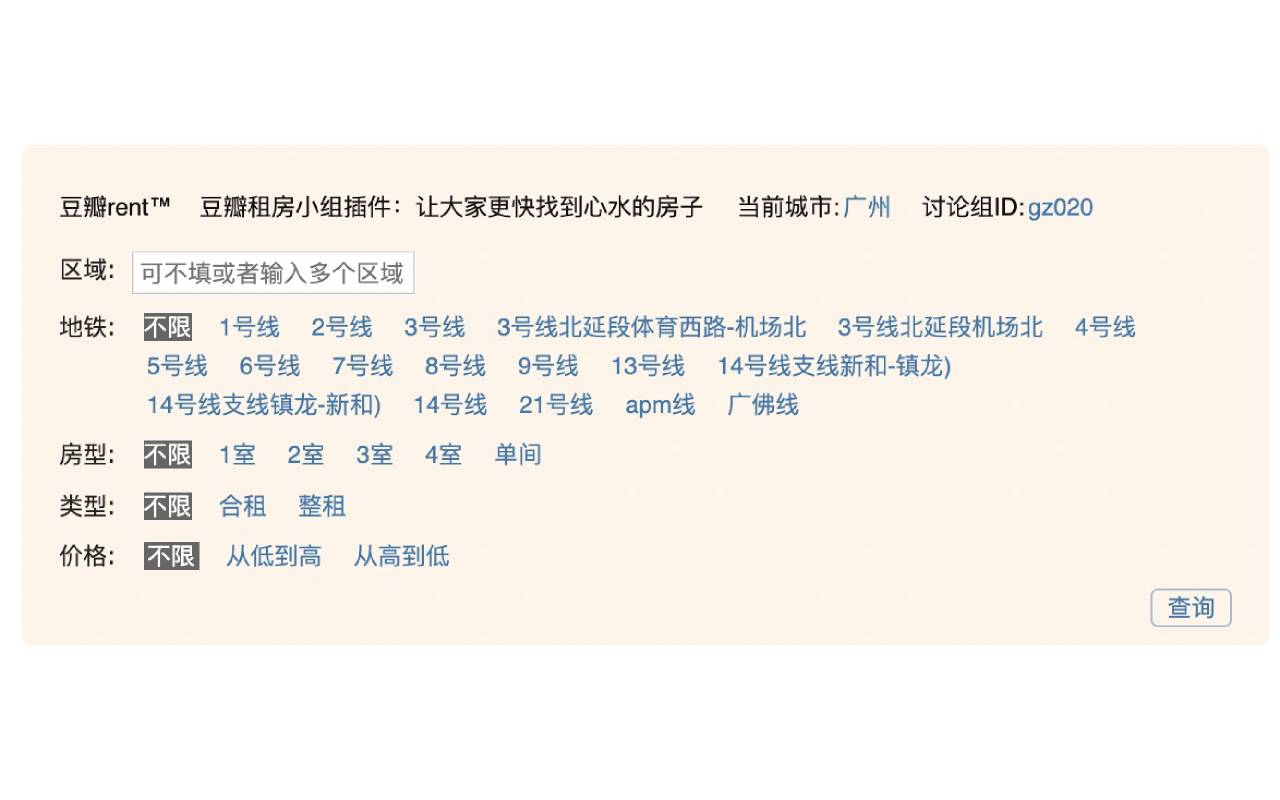 豆瓣rent™ 豆瓣租房小组插件：让大家更快找到心水的房子 当前城市:广州 讨论组ID:gz020
区域: 可不填或者输入多个区域
地铁: 不限 1号线 2号线 3号线 3号线北延段体育西路-机场北 3号线北延段机场北 4号线
5号线 6号线 7号线 8号线 9号线 13号线 14号线支线新和-镇龙)
14号线支线镇龙-新和) 14号线 21号线 apm线 广佛线
房型: 不限 1室 2室 3室 4室 单间
类型: 不限 合租 整租
价格: 不限 从低到高 从高到低
查询